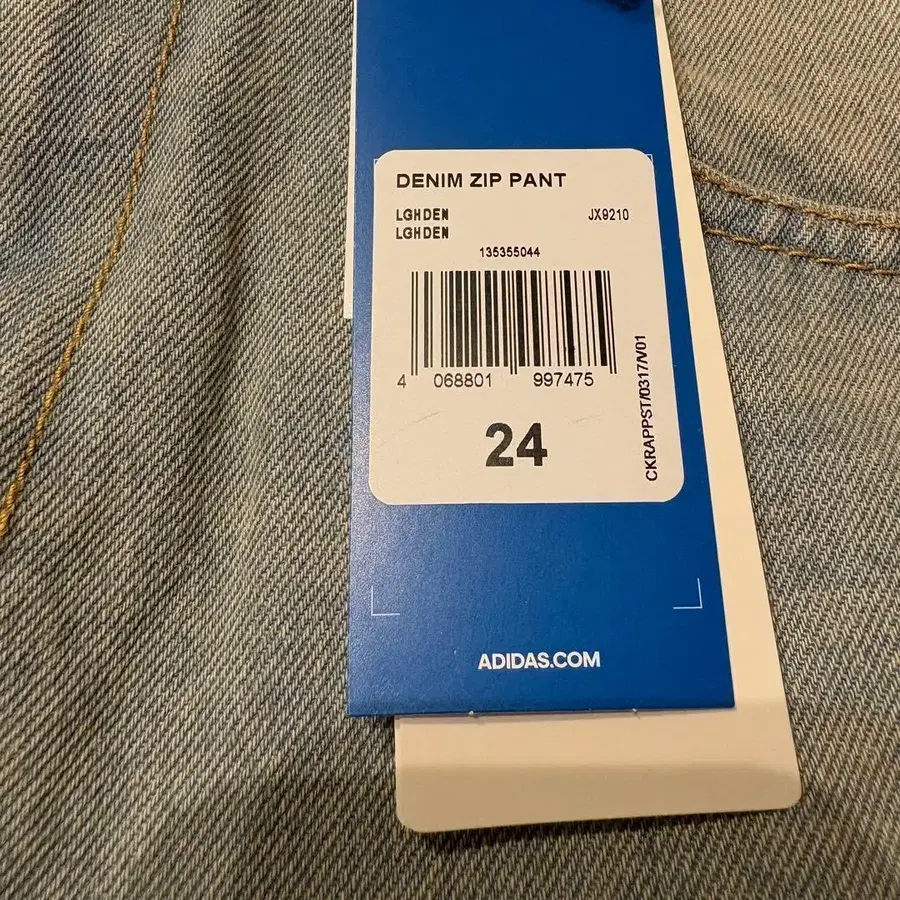 DENIM ZIP PANT
LGHDEN JX9210
LGHDEN
135355044
4 068801 997475
24
CKRAPPST/0317/V01
ADIDAS.COM